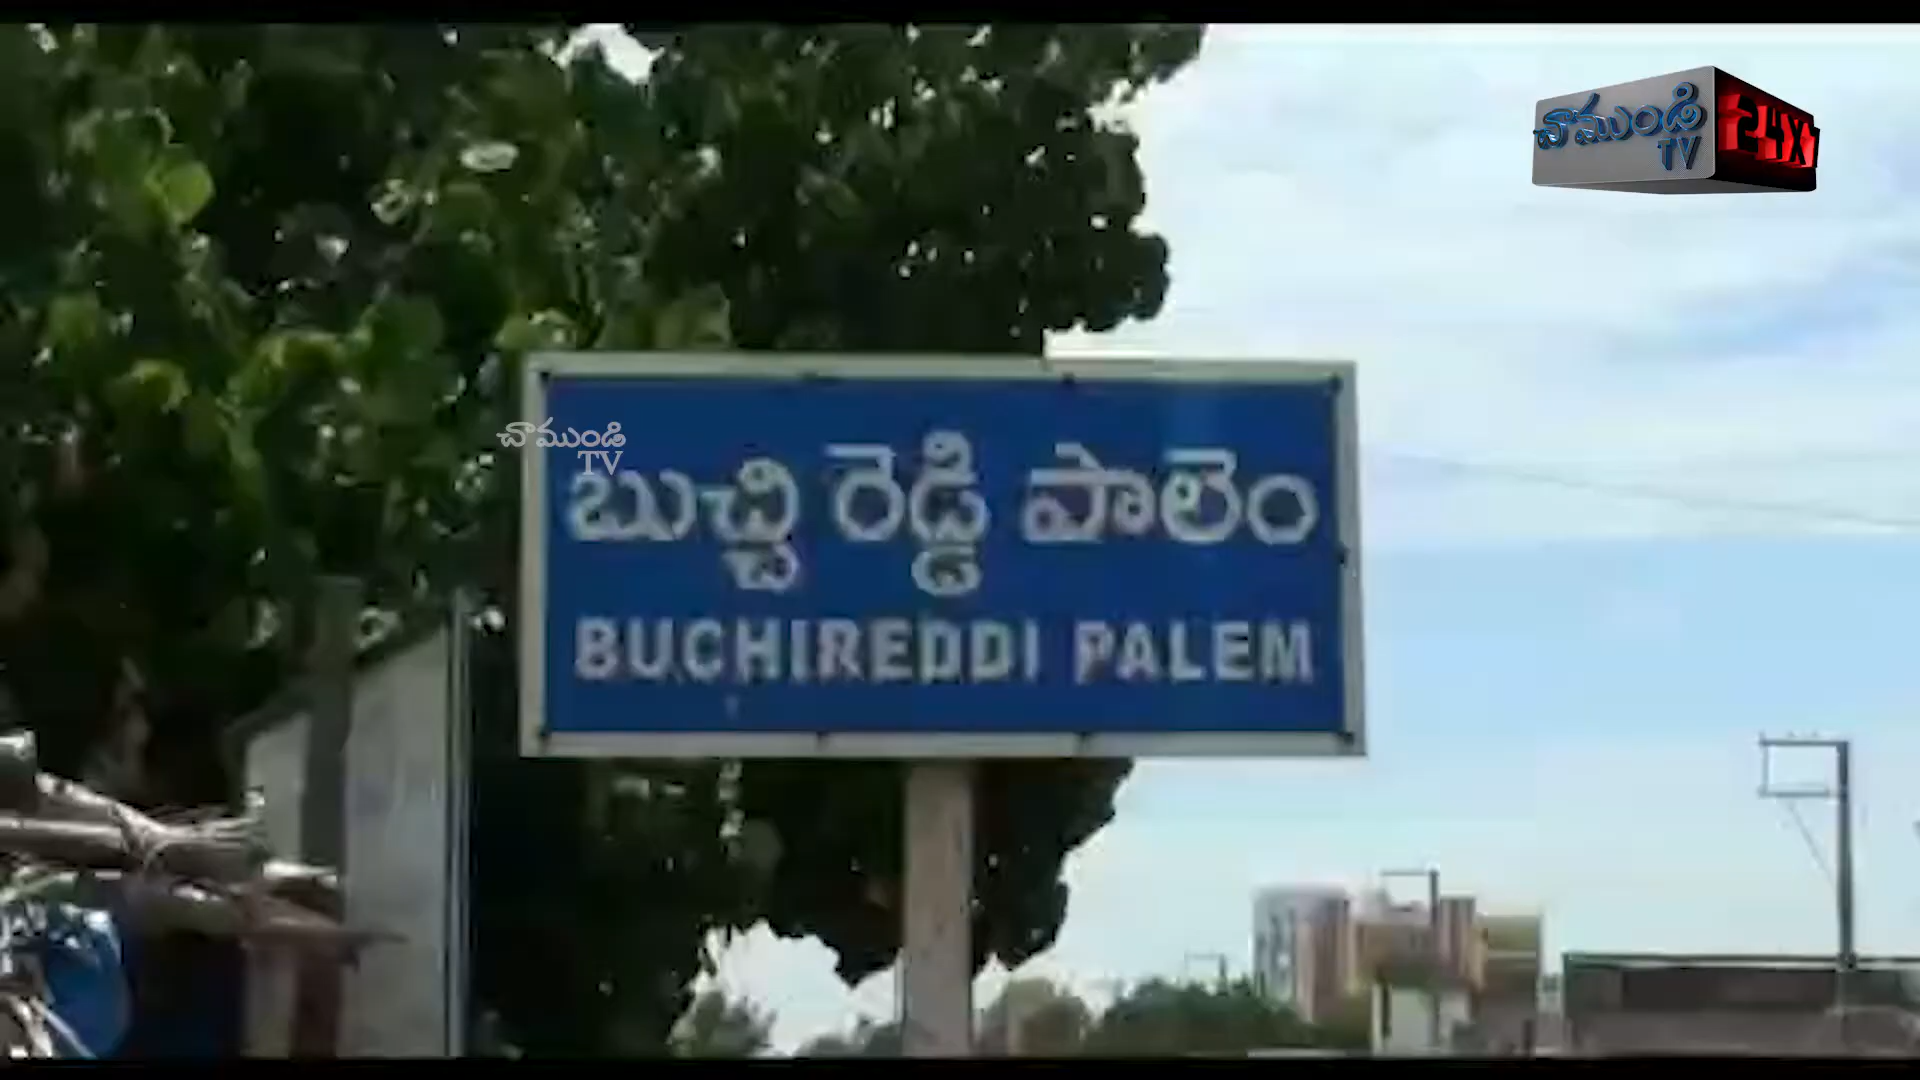 చాముండి
TV
24X7
చాముండి
TV
బుచ్చి రెడ్డి పాలెం
BUCHIREDDI PALEM